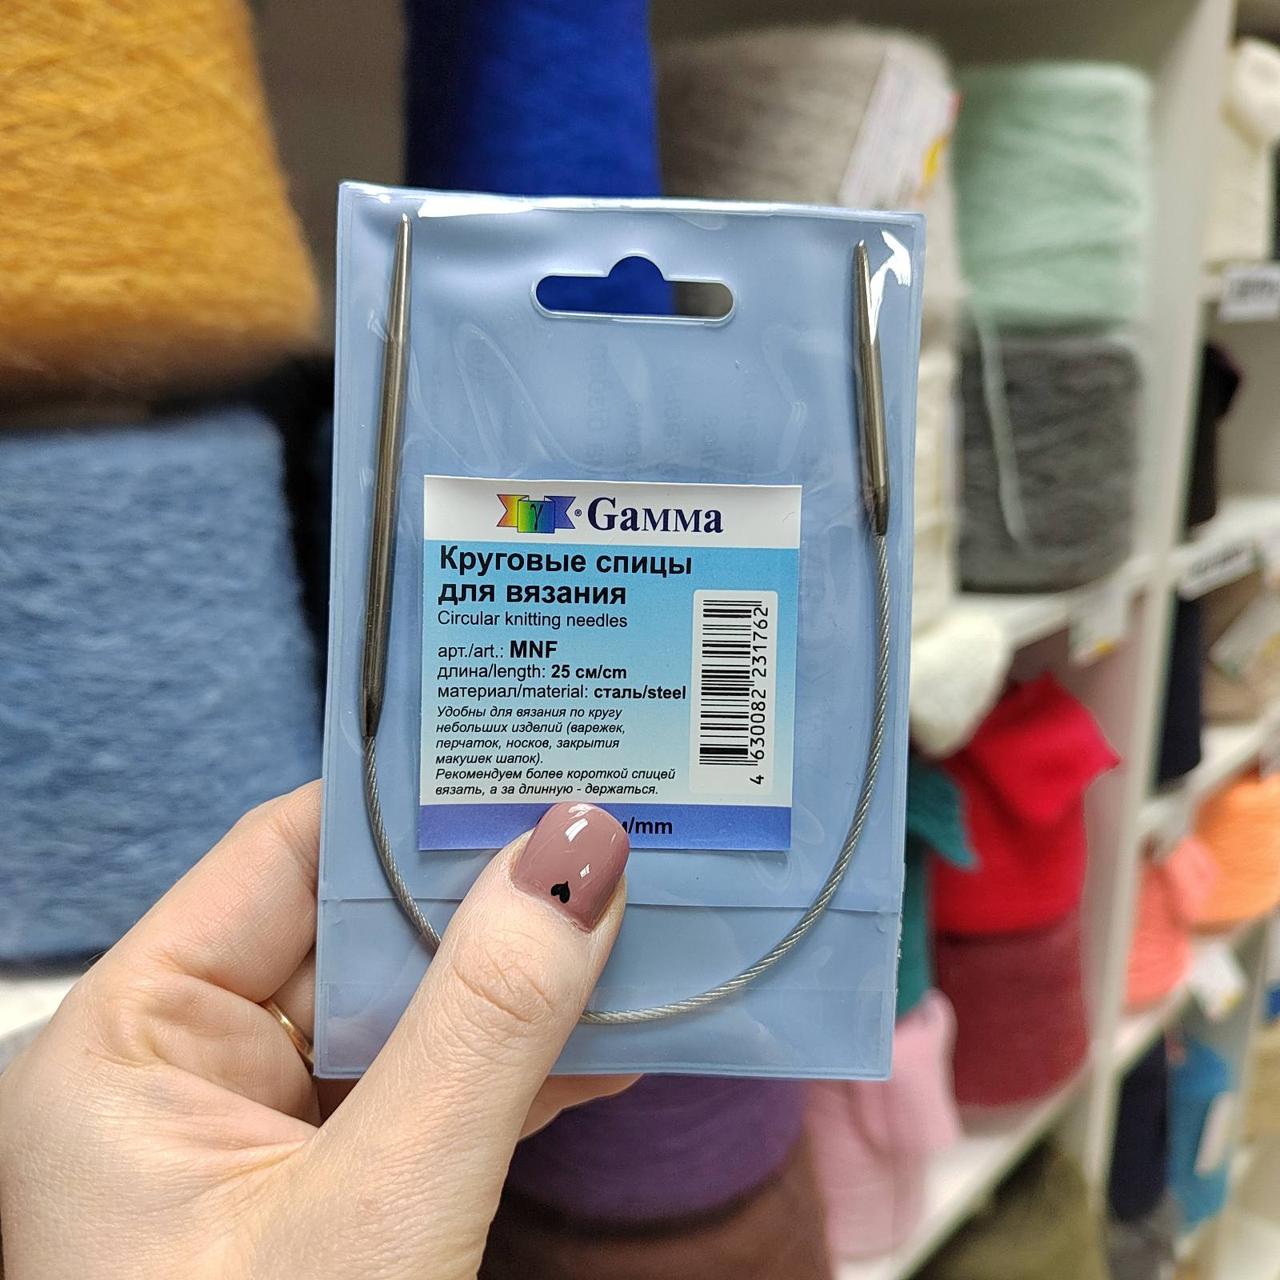 γ® Gamma
Круговые спицы
для вязания
Circular knitting needles
арт./art.: MNF
длина/length: 25 см/cm
материал/material: сталь/steel
Удобны для вязания по кругу
небольших изделий (варежек,
перчаток, носков, закрытия
макушек шапок).
Рекомендуем более короткой спицей
вязать, а за длинную - держаться.
/mm
4 630082 231762